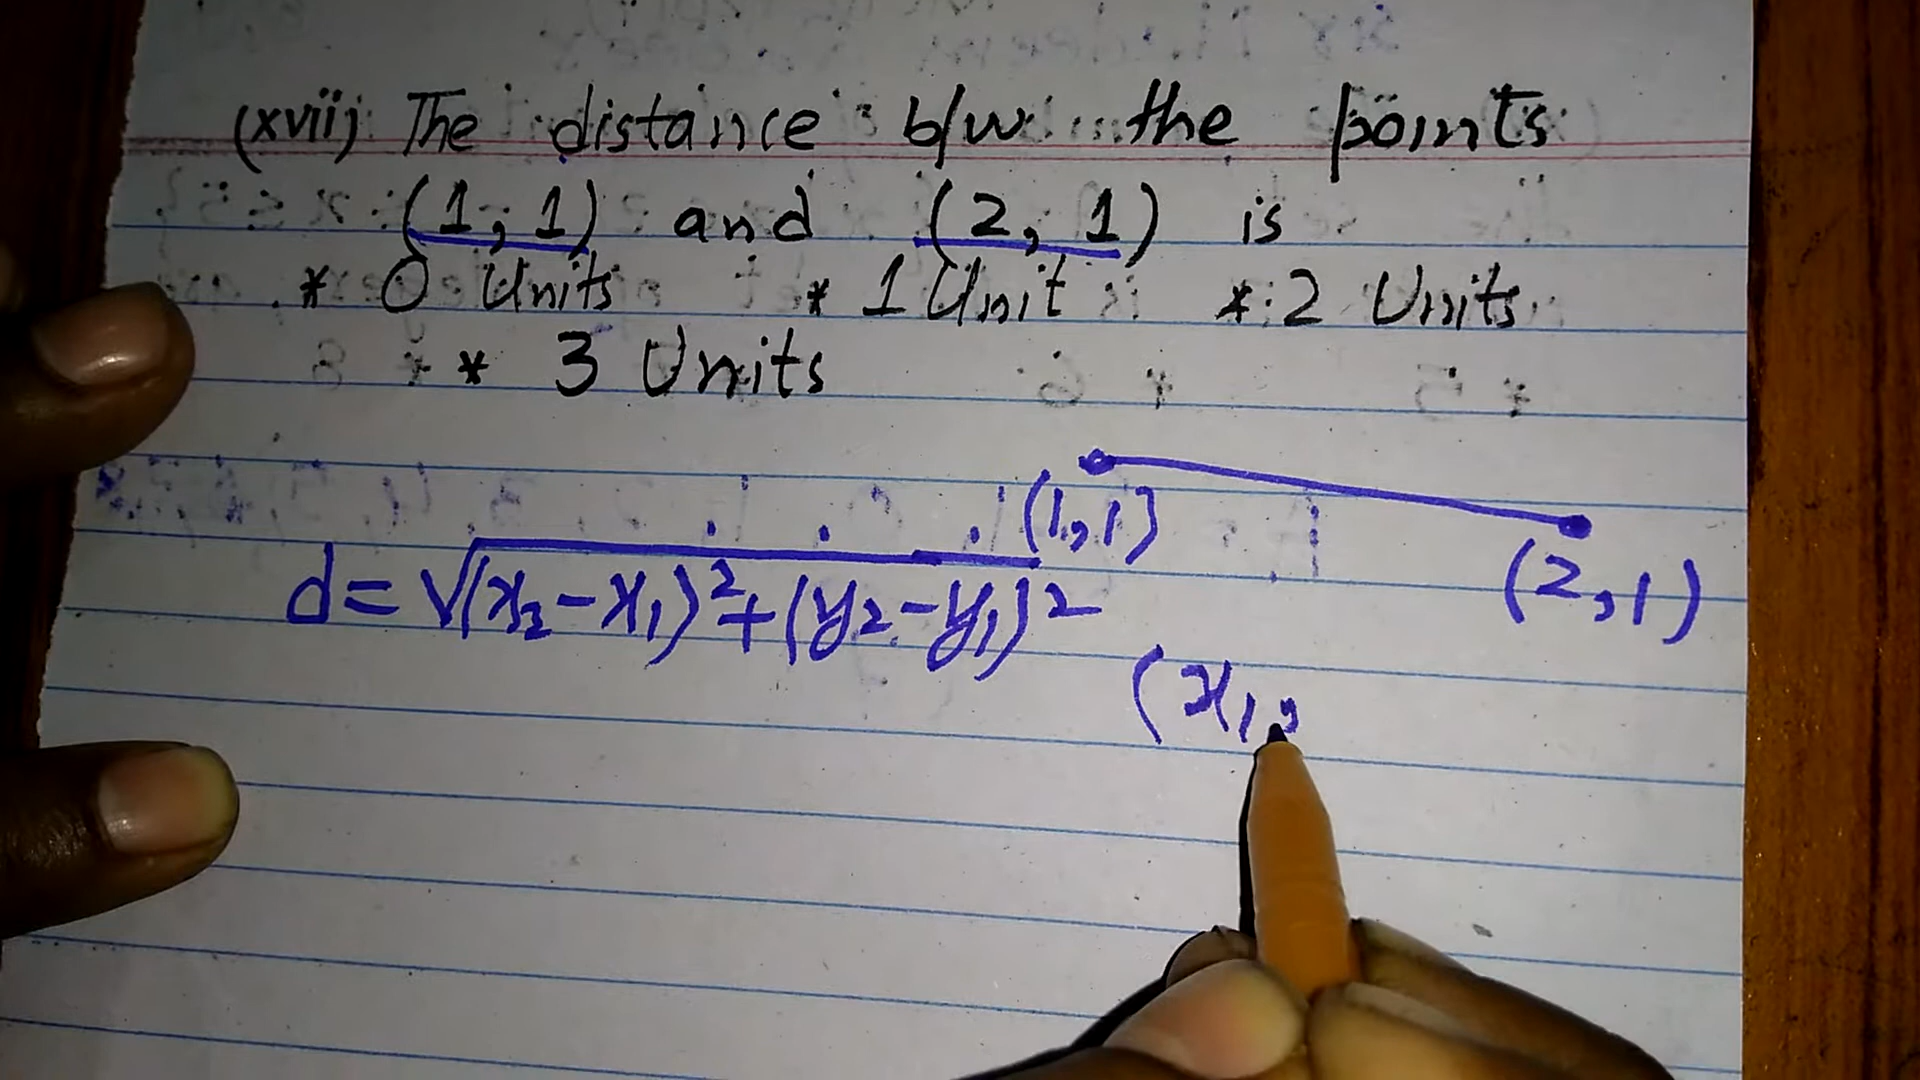 (xvii) The distance b/w the points
(1, 1) and (2, 1) is
* 0 Units * 1 Unit * 2 Units
* 3 Units
(1,1)
(2,1)
d = √(x₂-x₁)²+(y₂-y₁)²
(x₁,